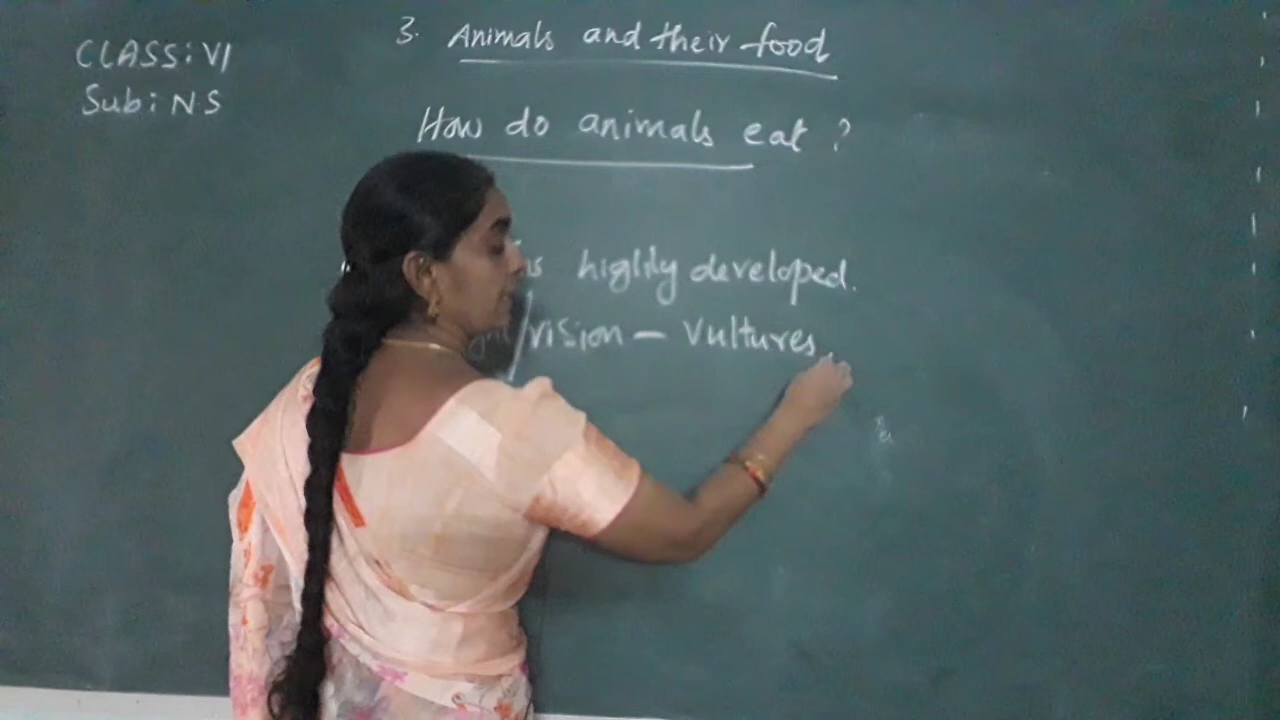 CLASS: VI
Sub: N.S
3. Animals and their food
How do animals eat ?
highly developed.
/vision – Vultures